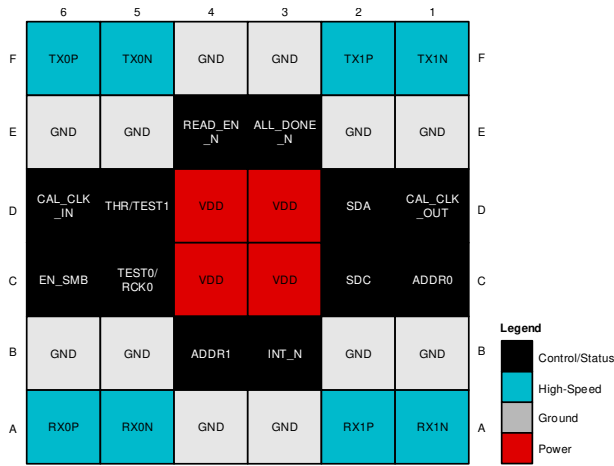 6 5 4 3 2 1
F TX0P TX0N GND GND TX1P TX1N F
E GND GND READ_EN
_N ALL_DONE
_N GND GND E
D CAL_CLK
_IN THR/TEST1 VDD VDD SDA CAL_CLK
_OUT D
C EN_SMB TEST0/
RCK0 VDD VDD SDC ADDR0 C
B GND GND ADDR1 INT_N GND GND B
A RX0P RX0N GND GND RX1P RX1N A
Legend
Control/Status
High-Speed
Ground
Power